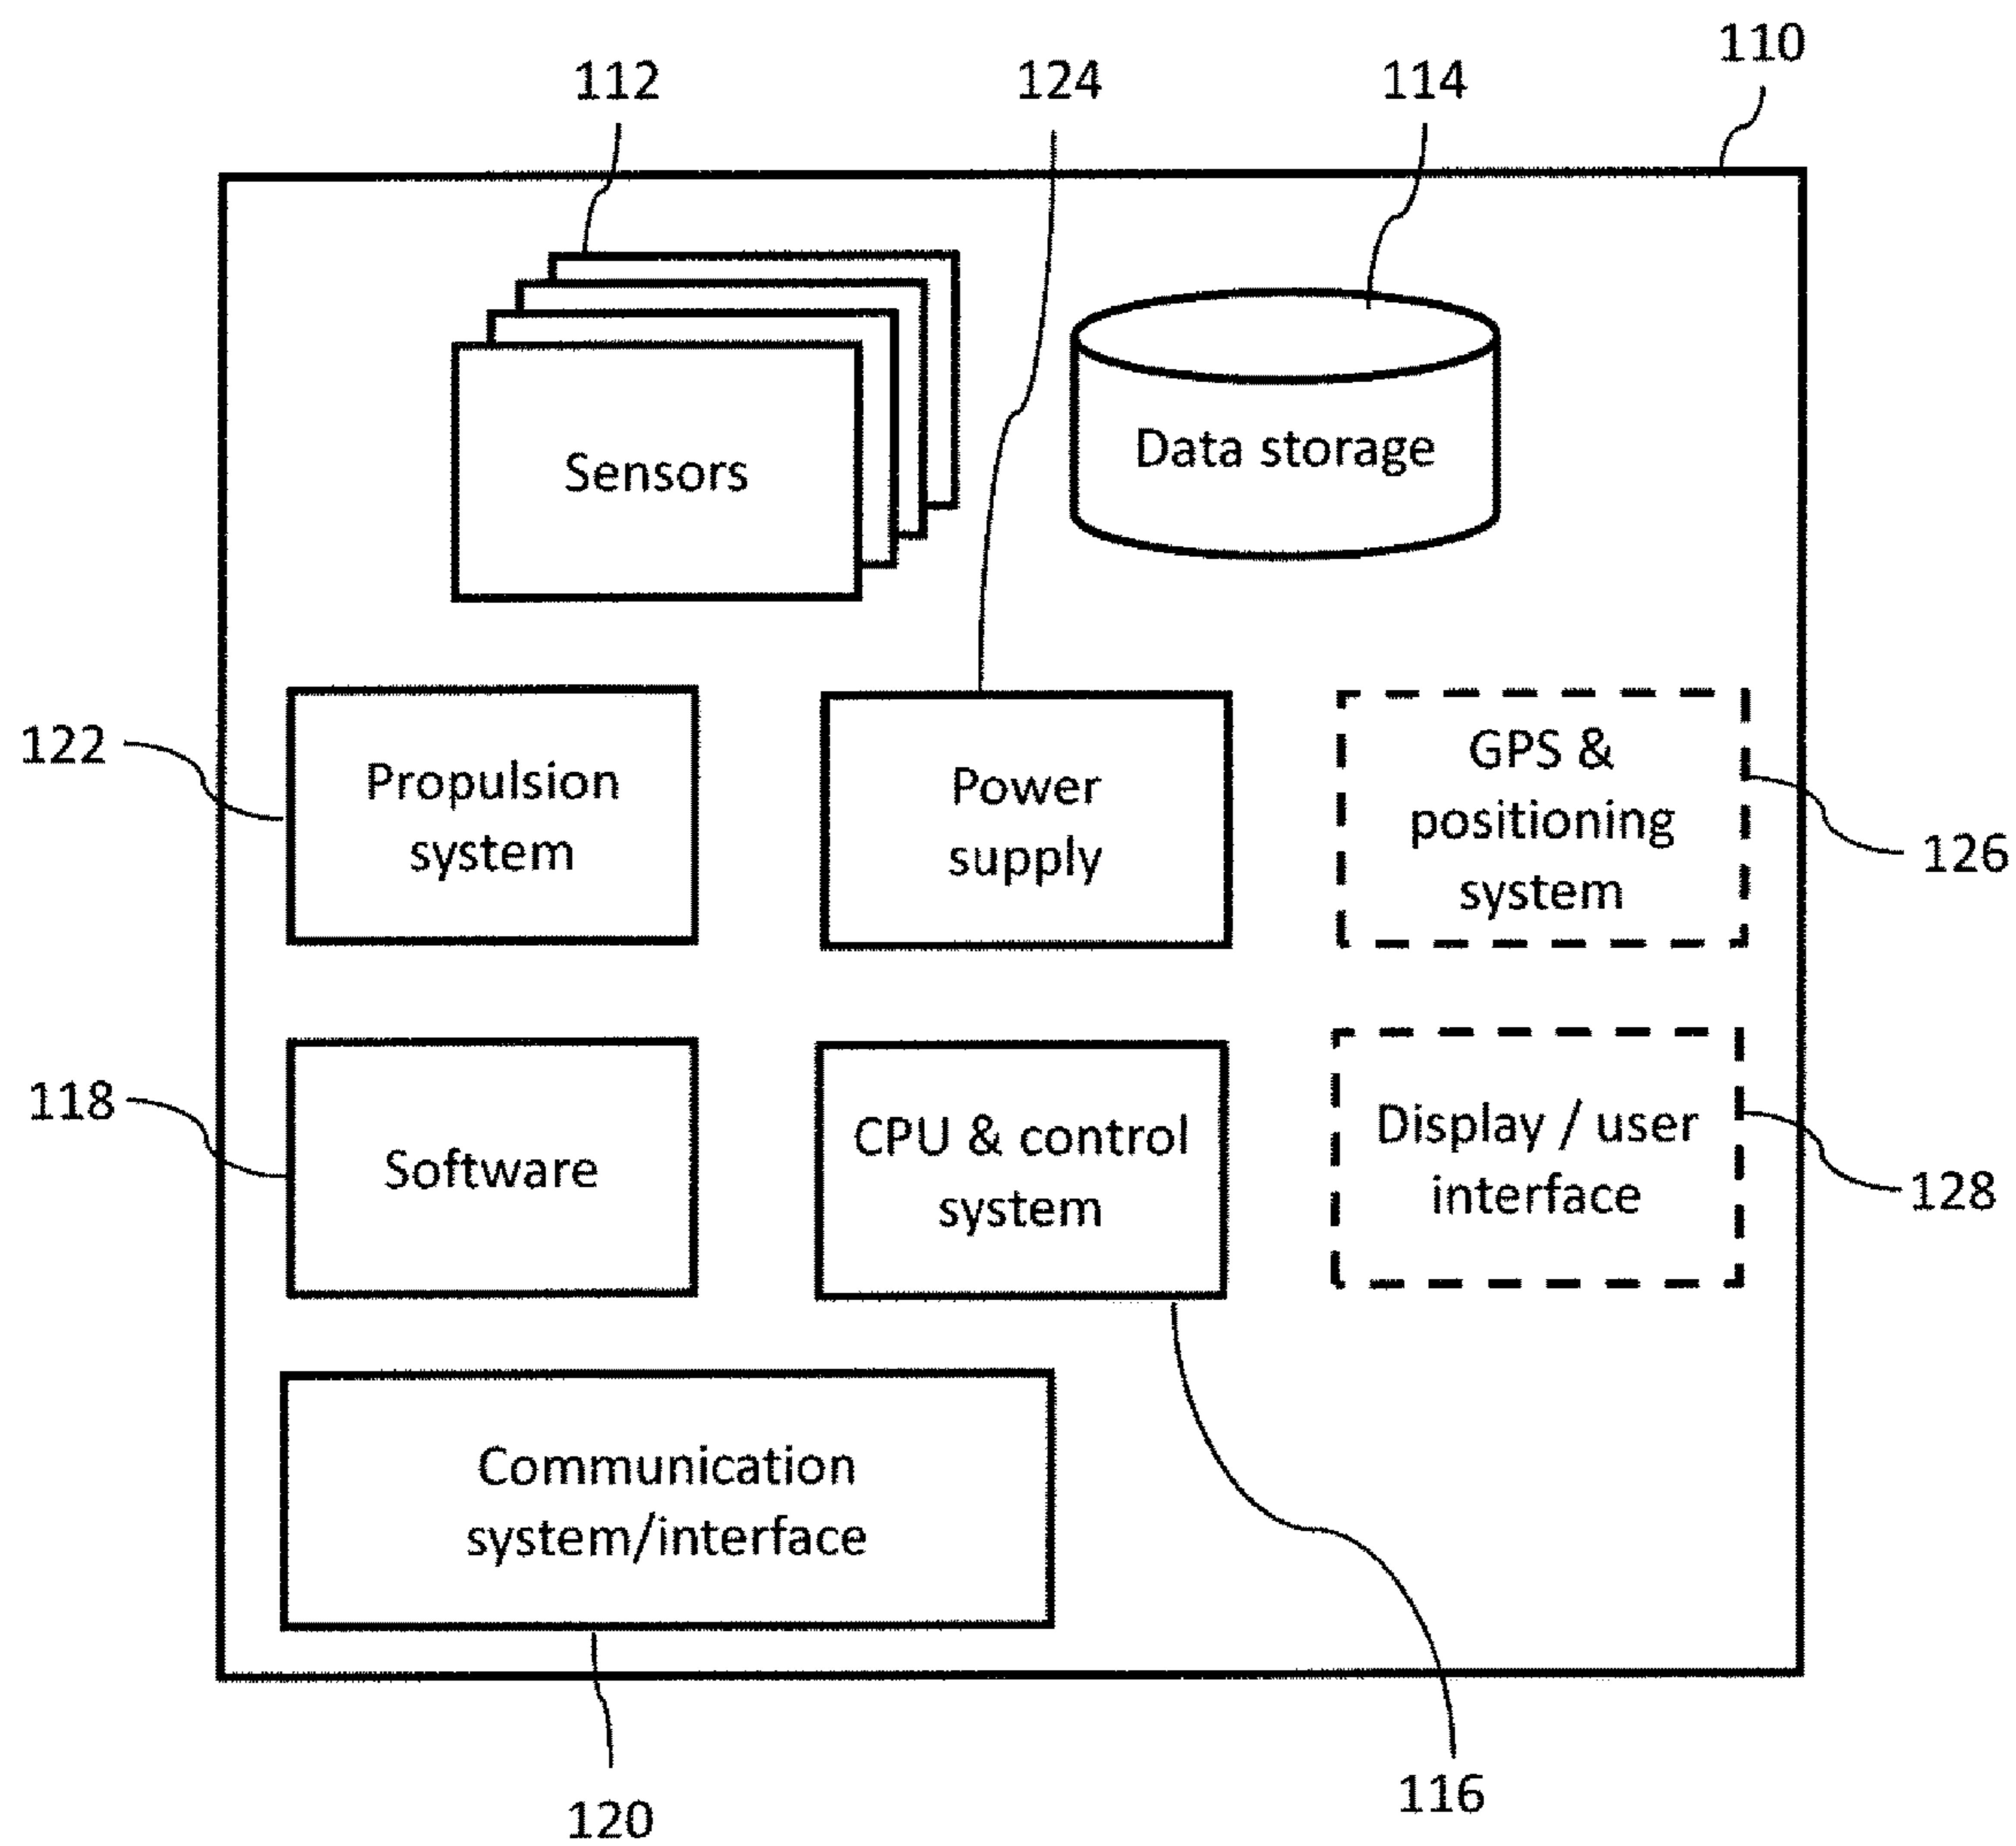 110
112
124
114
Sensors
Data storage
122
Propulsion
system
Power
supply
GPS &
positioning
system
126
118
Software
CPU & control
system
Display / user
interface
128
Communication
system/interface
120
116